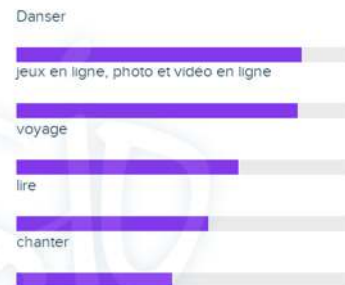 Danser
jeux en ligne, photo et vidéo en ligne
voyage
lire
chanter